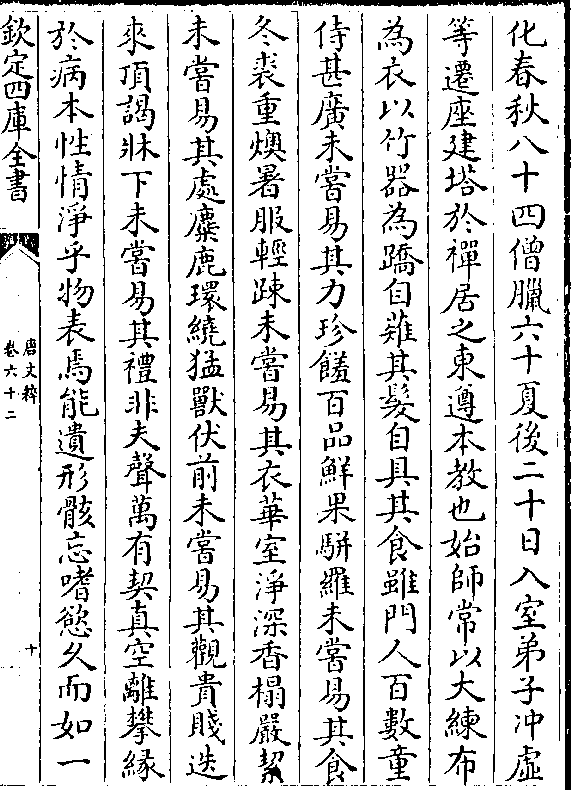 化春秋八十四僧臘六十夏後二十日入室弟子冲虛
等遷座建塔於禪居之東遵本教也始師常以大練布
為衣以竹器為蹻自薙其髮自具其食雖門人百數童
侍甚廣未嘗易其力珍饈百品鮮果駢羅未嘗易其食
冬裘重燠暑服輕踈未嘗易其衣華室淨深香榻嚴潔
未嘗易其處麋鹿環繞猛獸伏前未嘗易其觀貴賤迭
來頂謁牀下未嘗易其禮非夫聲萬有契真空離攀緣
於病本性情淨乎物表焉能遺形骸忘嗜慾久而如一
欽定四庫全書
唐文粹
卷六十二
十